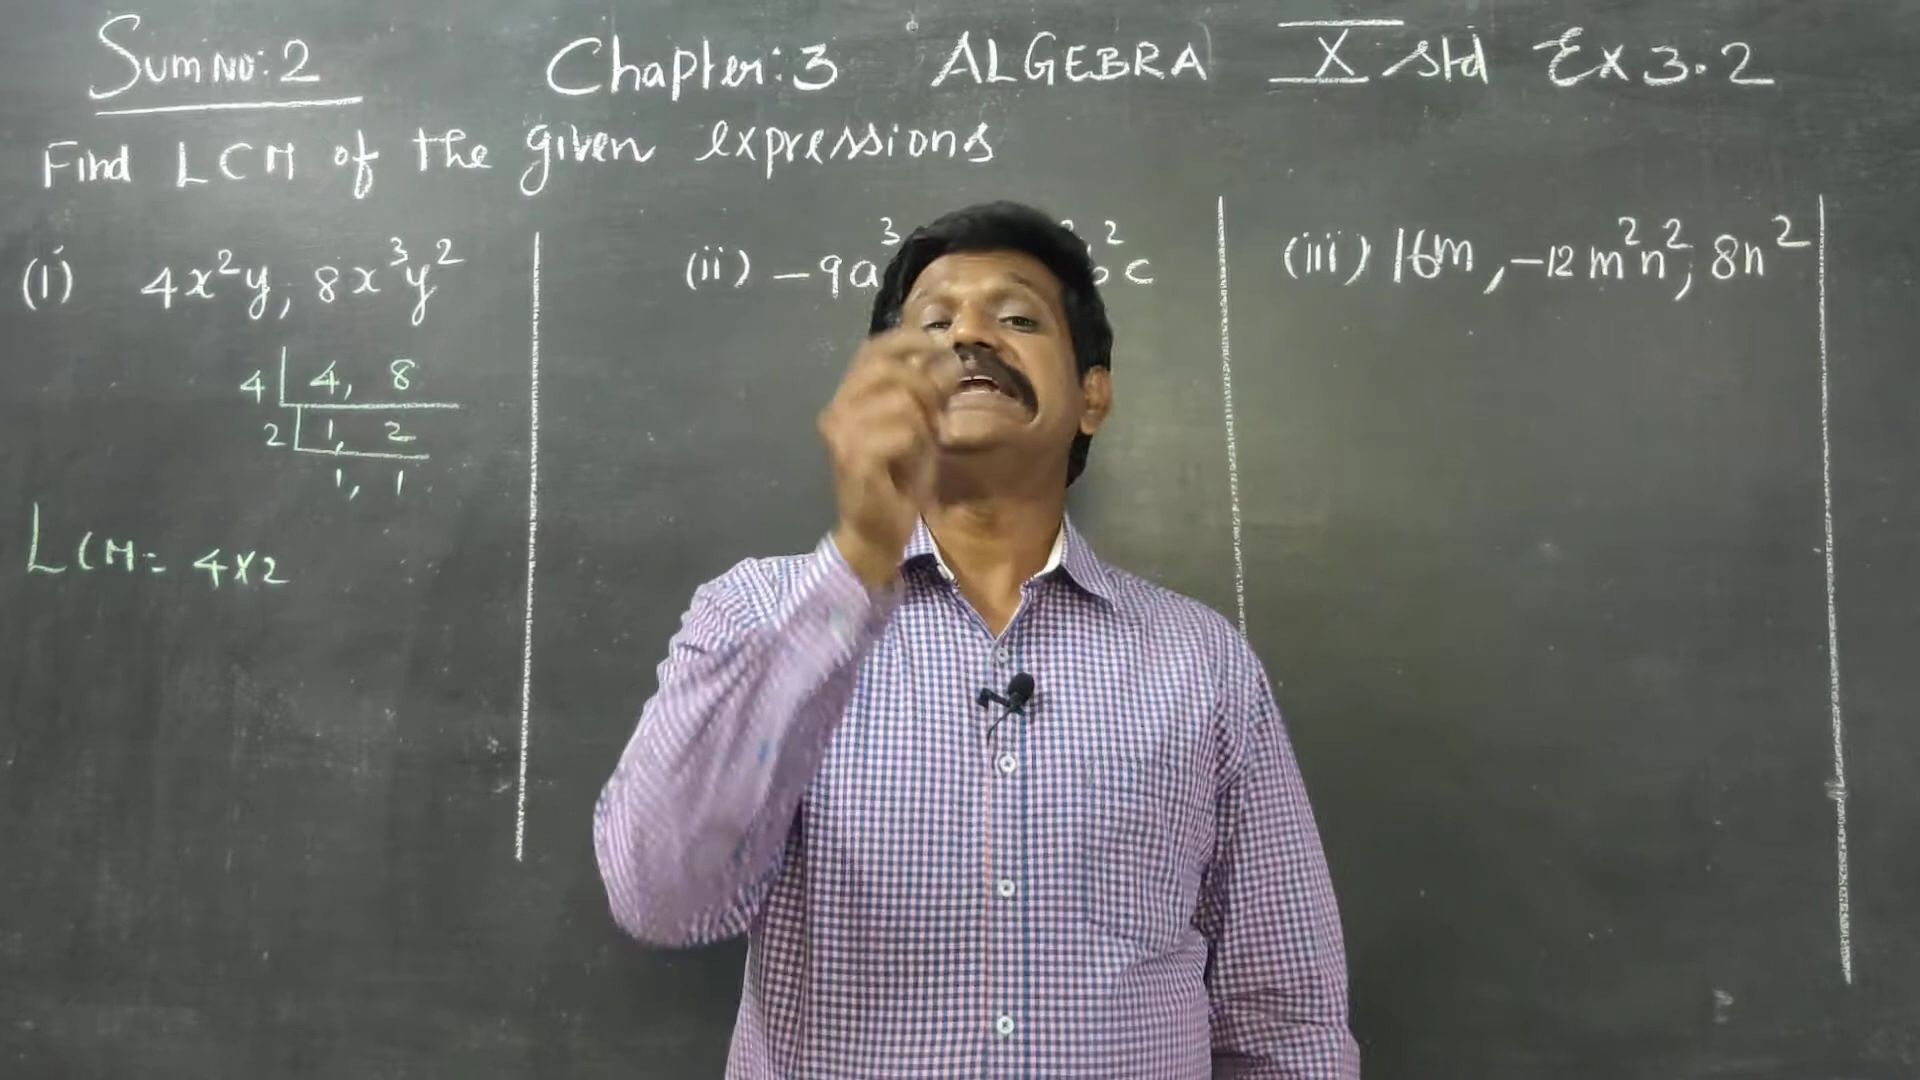 Sum No: 2 Chapter: 3 ALGEBRA X std Ex 3.2
Find LCM of the given expressions
(i) 4x²y, 8x³y²
(ii) -9a³ ² c
(iii) 16m, -12m²n², 8n²
4 | 4, 8
2 | 1, 2
1, 1
LCM = 4×2